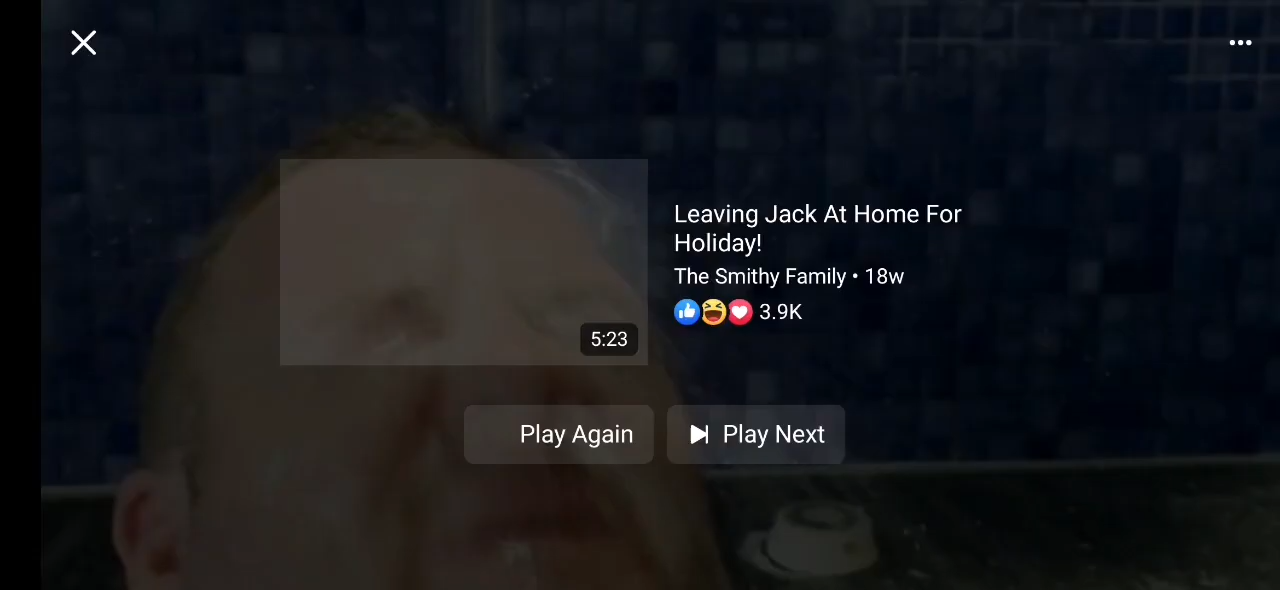 Leaving Jack At Home For
Holiday!
The Smithy Family • 18w
3.9K
5:23
Play Again
Play Next